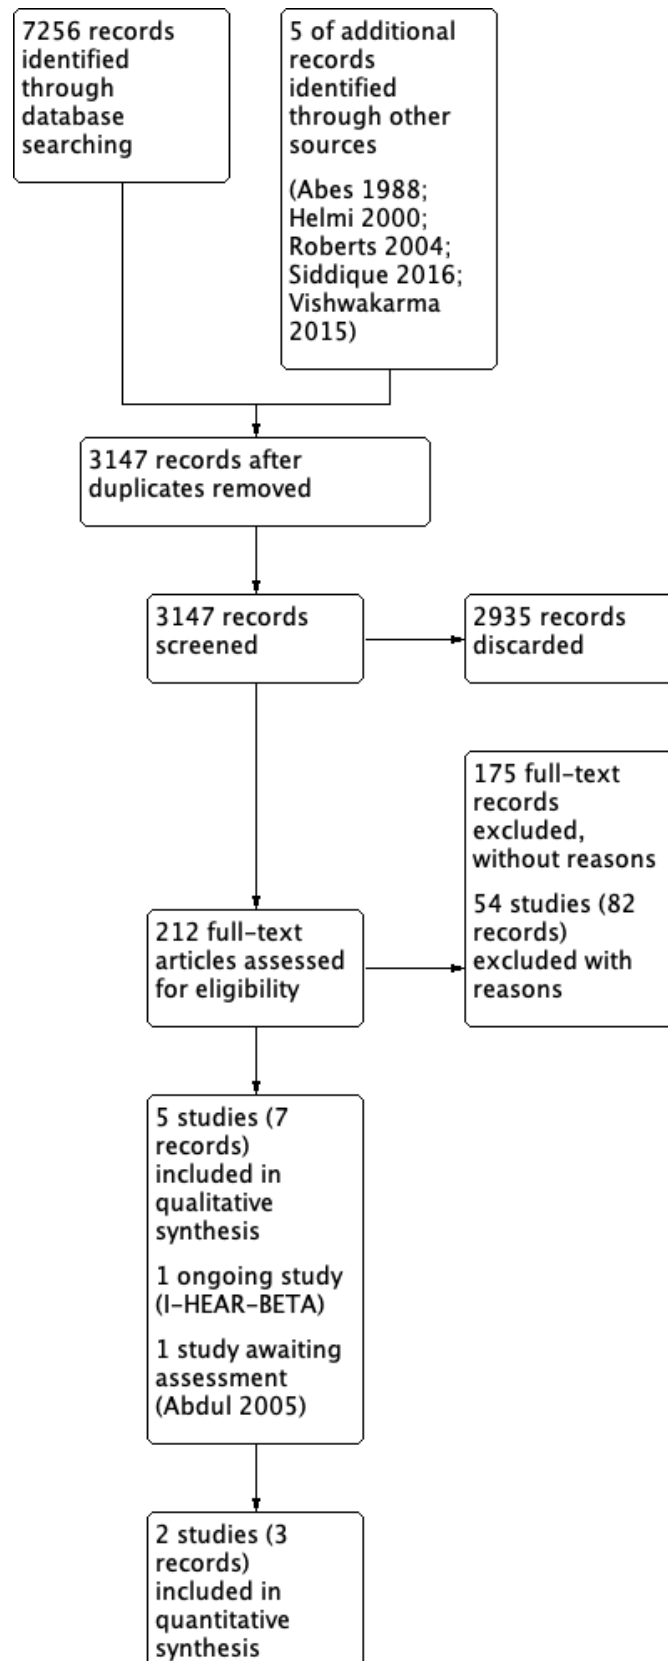 7256 records
identified
through
database
searching
5 of additional
records
identified
through other
sources
(Abes 1988;
Helmi 2000;
Roberts 2004;
Siddique 2016;
Vishwakarma
2015)
3147 records after
duplicates removed
3147 records
screened
2935 records
discarded
175 full-text
records
excluded,
without reasons
54 studies (82
records)
excluded with
reasons
212 full-text
articles assessed
for eligibility
5 studies (7
records)
included in
qualitative
synthesis
1 ongoing study
(I-HEAR-BETA)
1 study awaiting
assessment
(Abdul 2005)
2 studies (3
records)
included in
quantitative
synthesis